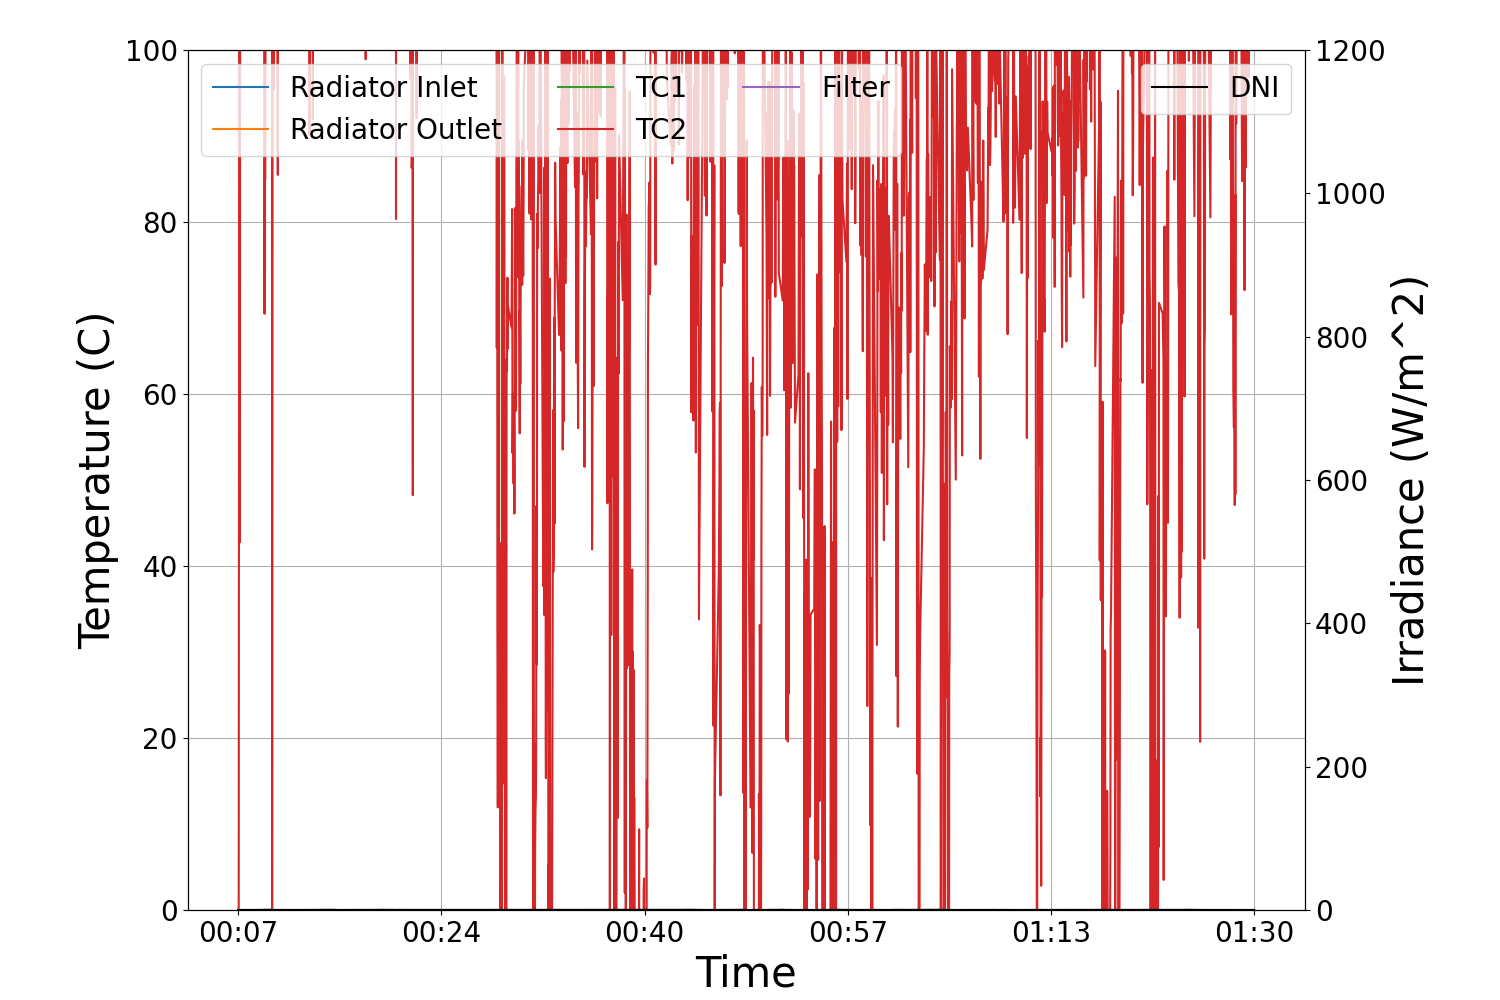 100
80
60
40
20
0
Temperature (C)
Radiator Inlet
Radiator Outlet
TC1
TC2
Filter
DNI
1200
1000
800
600
400
200
0
Irradiance (W/m^2)
00:07 00:24 00:40 00:57 01:13 01:30
Time